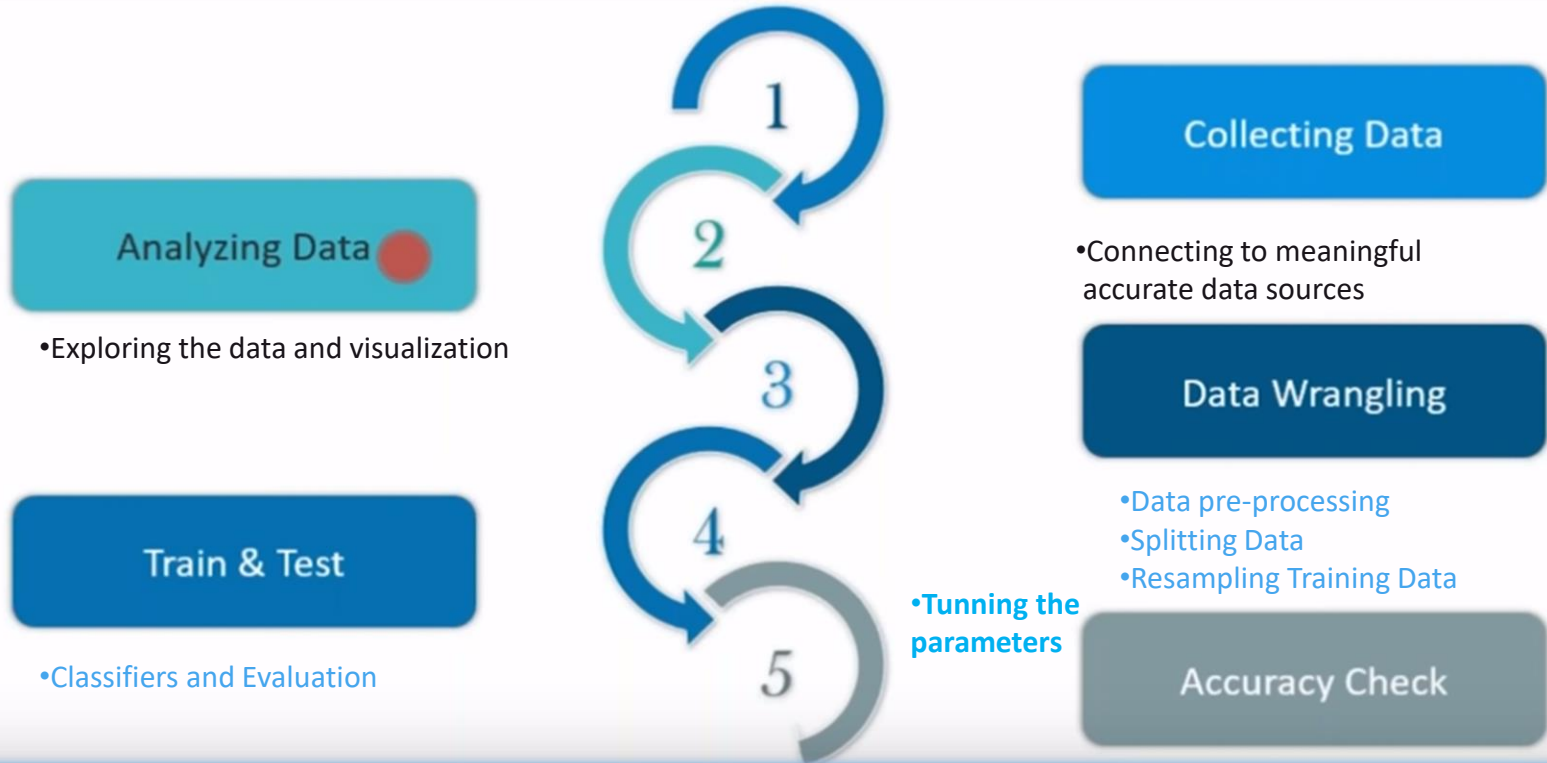 1
Collecting Data
•Connecting to meaningful
accurate data sources
2
Analyzing Data
•Exploring the data and visualization
3
Data Wrangling
•Data pre-processing
•Splitting Data
•Resampling Training Data
4
Train & Test
•Classifiers and Evaluation
5
•Tunning the
parameters
Accuracy Check